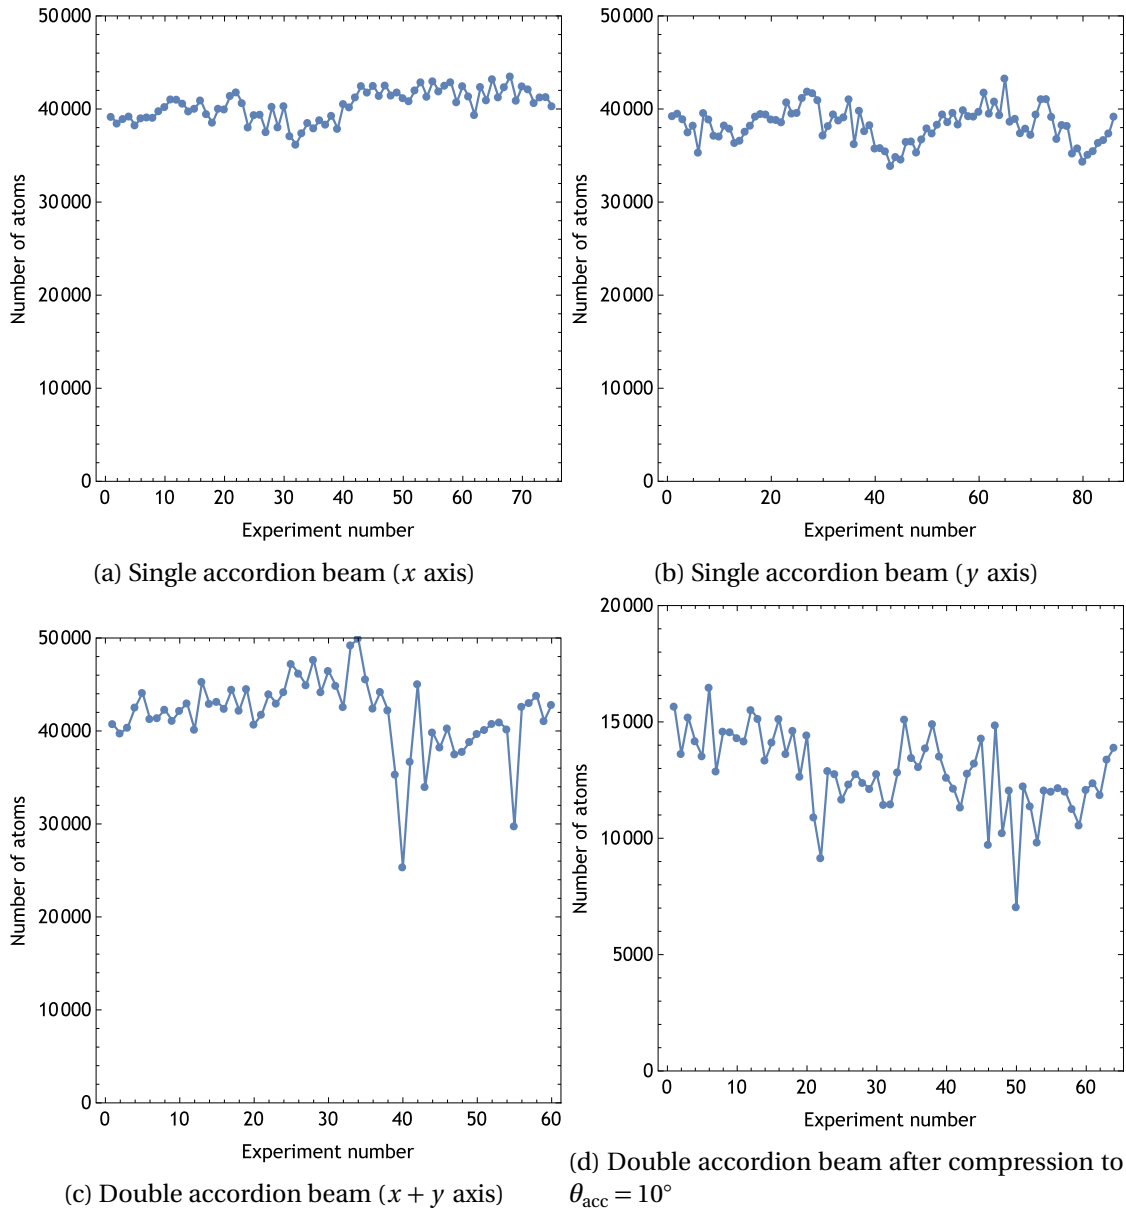 50000
40000
30000
20000
10000
0
0 10 20 30 40 50 60 70
Number of atoms
Experiment number
(a) Single accordion beam (x axis)
50000
40000
30000
20000
10000
0
0 20 40 60 80
Number of atoms
Experiment number
(b) Single accordion beam (y axis)
50000
40000
30000
20000
10000
0
0 10 20 30 40 50 60
Number of atoms
Experiment number
(c) Double accordion beam (x + y axis)
20000
15000
10000
5000
0
0 10 20 30 40 50 60
Number of atoms
Experiment number
(d) Double accordion beam after compression to
θacc = 10°